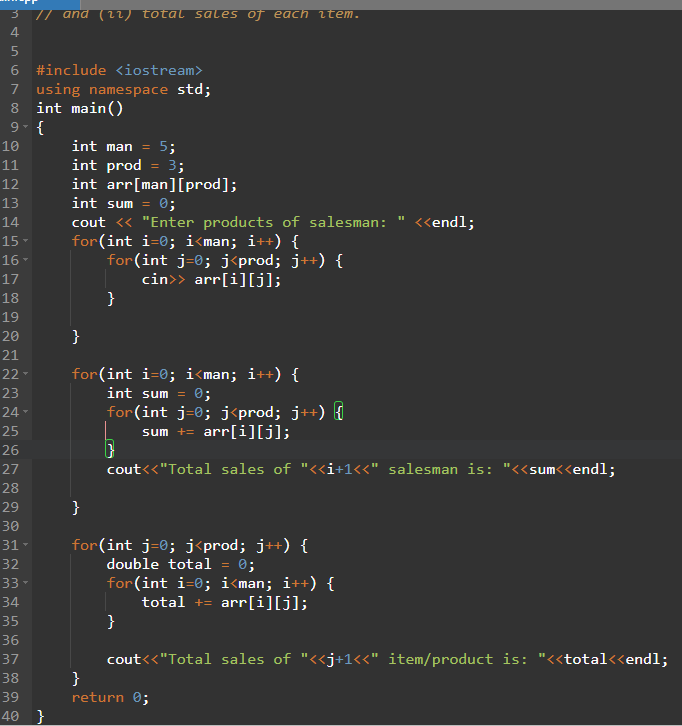 3 // and (ii) total sales of each item.
4
5
6 #include <iostream>
7 using namespace std;
8 int main()
9 {
10     int man = 5;
11     int prod = 3;
12     int arr[man][prod];
13     int sum = 0;
14     cout << "Enter products of salesman: " <<endl;
15     for(int i=0; i<man; i++) {
16         for(int j=0; j<prod; j++) {
17             cin>> arr[i][j];
18         }
19
20     }
21
22     for(int i=0; i<man; i++) {
23         int sum = 0;
24         for(int j=0; j<prod; j++) {
25             sum += arr[i][j];
26         }
27         cout<<"Total sales of "<<i+1<<" salesman is: "<<sum<<endl;
28
29     }
30
31     for(int j=0; j<prod; j++) {
32         double total = 0;
33         for(int i=0; i<man; i++) {
34             total += arr[i][j];
35         }
36
37         cout<<"Total sales of "<<j+1<<" item/product is: "<<total<<endl;
38     }
39     return 0;
40 }